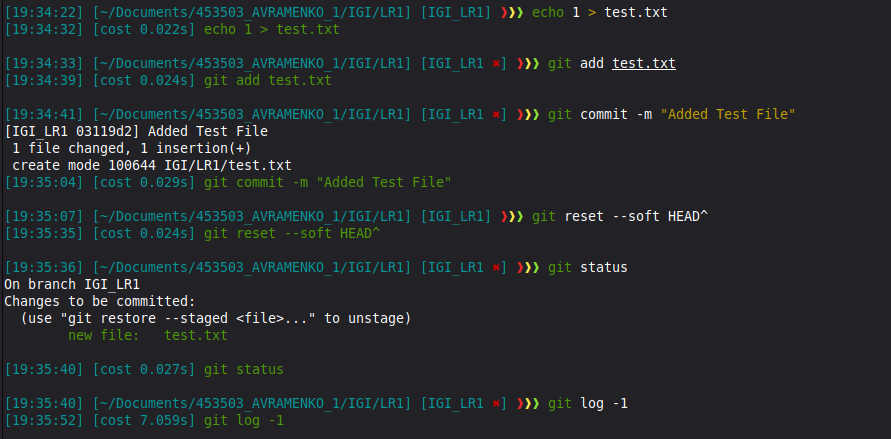 [19:34:22] [~/Documents/453503_AVRAMENKO_1/IGI/LR1] [IGI_LR1] ❯❯❯ echo 1 > test.txt
[19:34:32] [cost 0.022s] echo 1 > test.txt
[19:34:33] [~/Documents/453503_AVRAMENKO_1/IGI/LR1] [IGI_LR1 ✖] ❯❯❯ git add test.txt
[19:34:39] [cost 0.024s] git add test.txt
[19:34:41] [~/Documents/453503_AVRAMENKO_1/IGI/LR1] [IGI_LR1 ✖] ❯❯❯ git commit -m "Added Test File"
[IGI_LR1 03119d2] Added Test File
 1 file changed, 1 insertion(+)
 create mode 100644 IGI/LR1/test.txt
[19:35:04] [cost 0.029s] git commit -m "Added Test File"
[19:35:07] [~/Documents/453503_AVRAMENKO_1/IGI/LR1] [IGI_LR1] ❯❯❯ git reset --soft HEAD^
[19:35:35] [cost 0.024s] git reset --soft HEAD^
[19:35:36] [~/Documents/453503_AVRAMENKO_1/IGI/LR1] [IGI_LR1 ✖] ❯❯❯ git status
On branch IGI_LR1
Changes to be committed:
  (use "git restore --staged <file>..." to unstage)
        new file:   test.txt
[19:35:40] [cost 0.027s] git status
[19:35:40] [~/Documents/453503_AVRAMENKO_1/IGI/LR1] [IGI_LR1 ✖] ❯❯❯ git log -1
[19:35:52] [cost 7.059s] git log -1